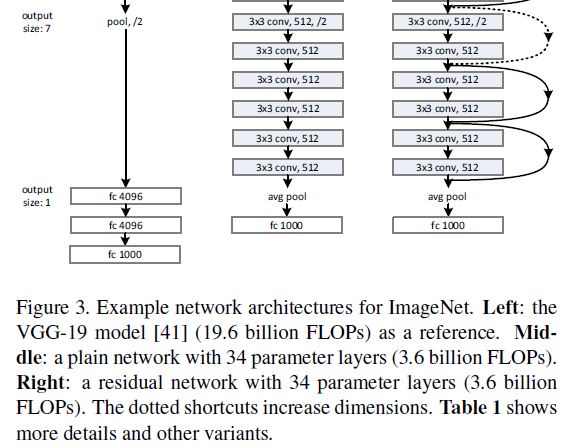 output
size: 7
pool, /2
3x3 conv, 512, /2
3x3 conv, 512, /2
3x3 conv, 512
3x3 conv, 512
3x3 conv, 512
3x3 conv, 512
3x3 conv, 512
3x3 conv, 512
3x3 conv, 512
3x3 conv, 512
3x3 conv, 512
3x3 conv, 512
output
size: 1
fc 4096
avg pool
avg pool
fc 4096
fc 1000
fc 1000
fc 1000
Figure 3. Example network architectures for ImageNet. Left: the
VGG-19 model [41] (19.6 billion FLOPs) as a reference. Mid-
dle: a plain network with 34 parameter layers (3.6 billion FLOPs).
Right: a residual network with 34 parameter layers (3.6 billion
FLOPs). The dotted shortcuts increase dimensions. Table 1 shows
more details and other variants.